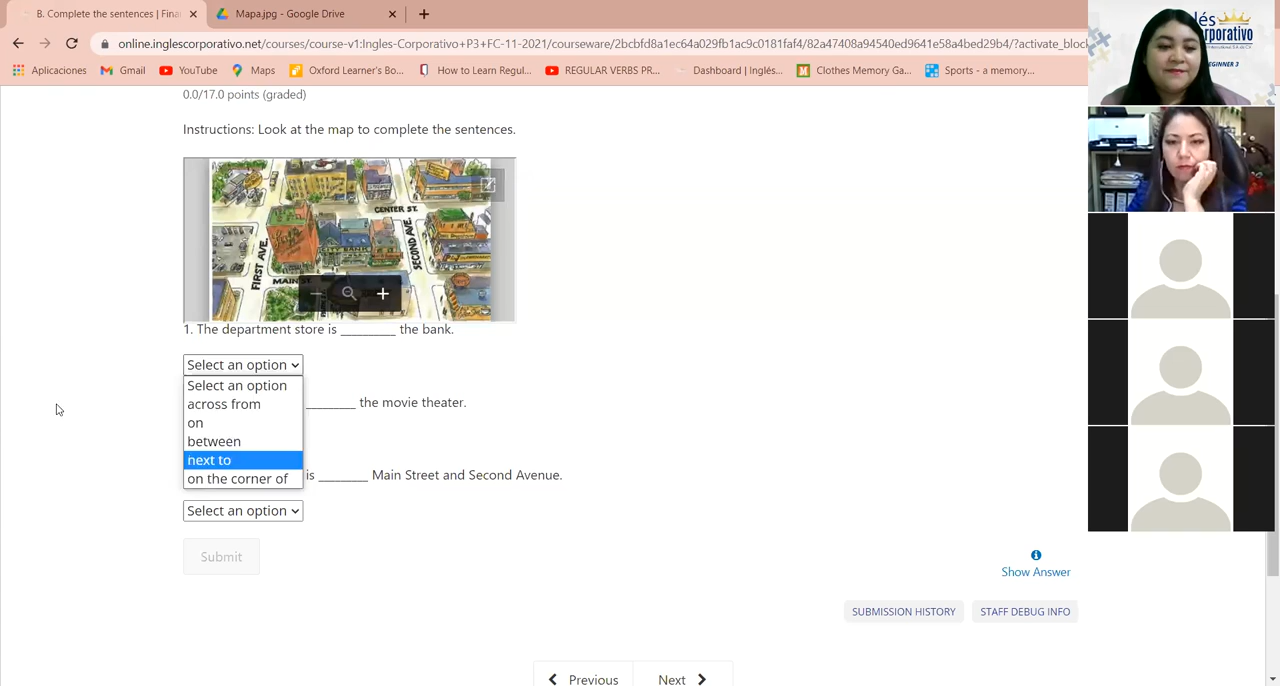 B. Complete the sentences | Fina
Mapa.jpg - Google Drive
online.inglescorporativo.net/courses/course-v1:Ingles-Corporativo+P3+FC-11-2021/courseware/2bcbfd8a1ec64a029fb1ac9c0181faf4/82a47408a94540ed9641e58a4bed29b4/?activate_bloc
Aplicaciones Gmail YouTube Maps Oxford Learner's Bo... How to Learn Regul... REGULAR VERBS PR... Dashboard | Inglés... Clothes Memory Ga... Sports - a memory...
0.0/17.0 points (graded)
Instructions: Look at the map to complete the sentences.
CENTER ST.
FIRST AVE.
SECOND AVE.
MAIN ST.
1. The department store is _________ the bank.
Select an option
Select an option
across from
on
between
next to
on the corner of
________ the movie theater.
is ________ Main Street and Second Avenue.
Select an option
Submit
Show Answer
SUBMISSION HISTORY STAFF DEBUG INFO
Previous Next